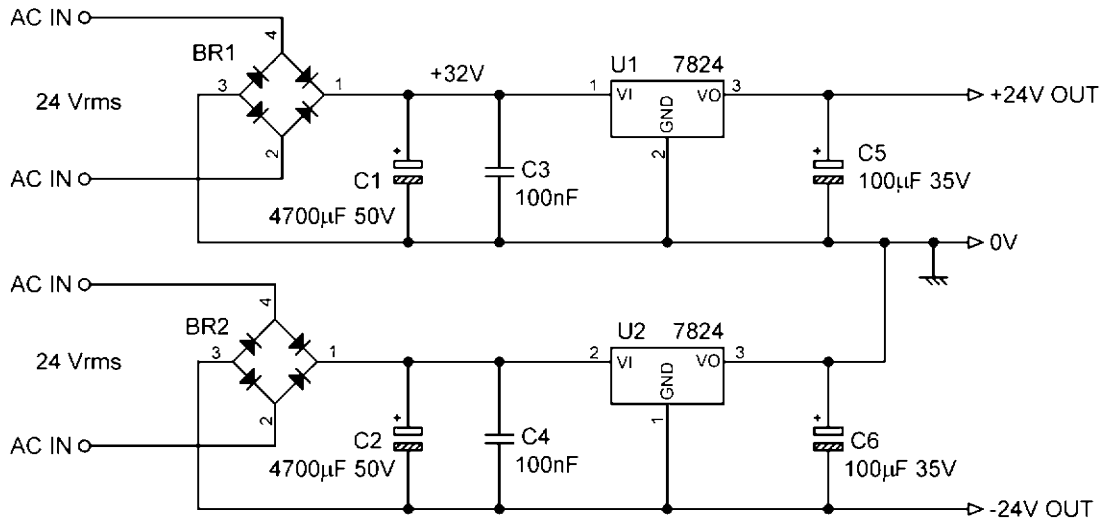 AC IN
4
BR1
3
1
24 Vrms
2
AC IN
+32V
U1
7824
1
VI
VO
3
GND
2
+24V OUT
C1
4700µF 50V
C3
100nF
C5
100µF 35V
0V
AC IN
4
BR2
3
1
24 Vrms
2
AC IN
U2
7824
2
VI
VO
3
GND
1
C2
4700µF 50V
C4
100nF
C6
100µF 35V
-24V OUT
+
+
+
+